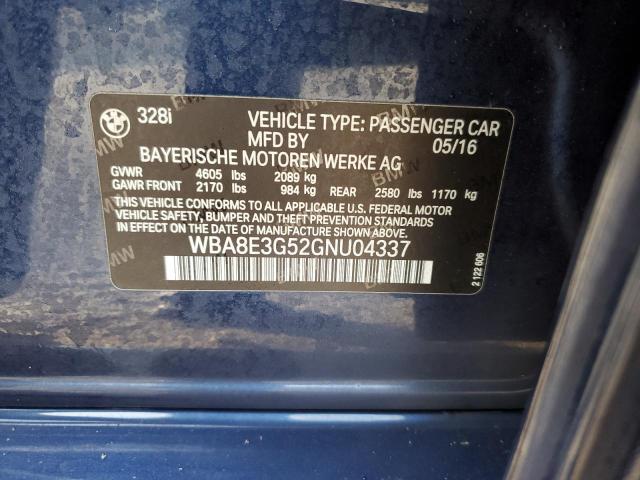 BMW 328i VEHICLE TYPE: PASSENGER CAR
MFD BY 05/16
BAYERISCHE MOTOREN WERKE AG
GVWR 4605 lbs 2089 kg
GAWR FRONT 2170 lbs 984 kg REAR 2580 lbs 1170 kg
THIS VEHICLE CONFORMS TO ALL APPLICABLE U.S. FEDERAL MOTOR
VEHICLE SAFETY, BUMPER AND THEFT PREVENTION STANDARDS
IN EFFECT ON THE DATE OF MANUFACTURE SHOWN ABOVE.
WBA8E3G52GNU04337
2 122 606